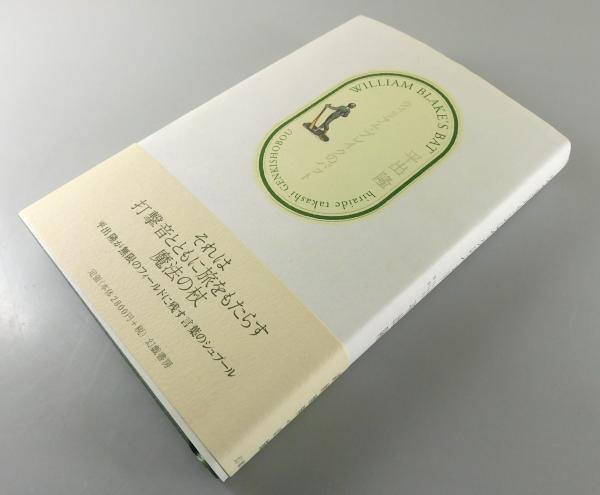 WILLIAM BLAKE'S BAT
ウィリアム・ブレイクのバット
平出隆
hiraide takashi GENKISHOBOU
それは
打撃音とともに旅をもたらす
魔法の杖
平出隆が無限のフィールドに残す言葉のシュプール
定価(本体2800円+税) 幻戯書房